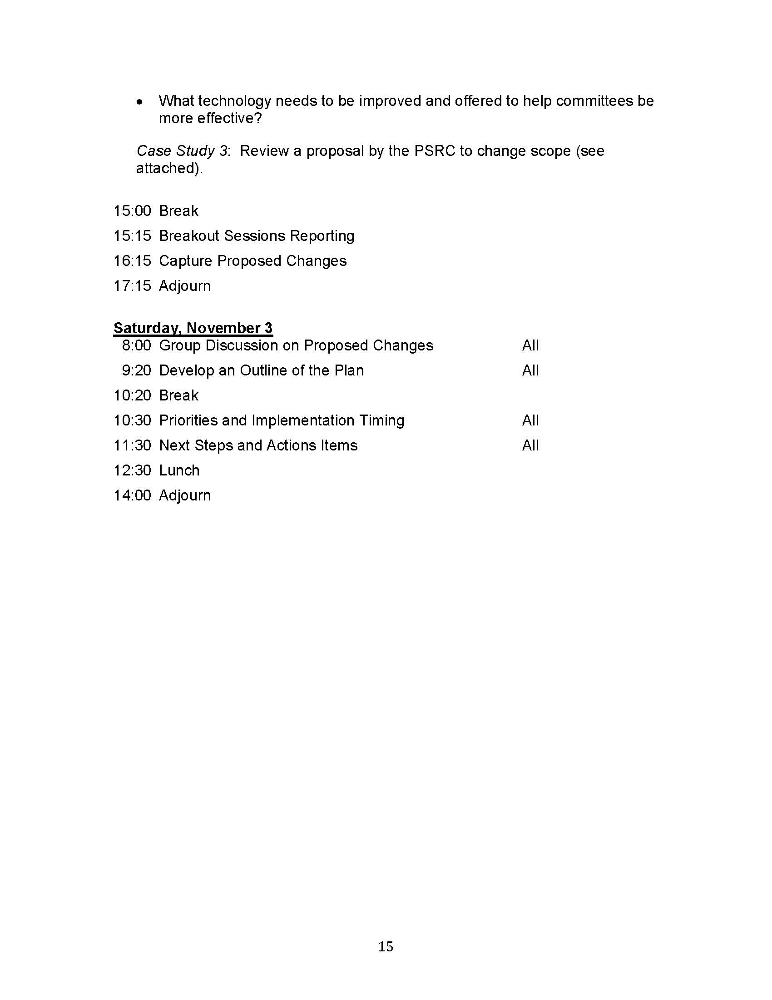 • What technology needs to be improved and offered to help committees be
more effective?
Case Study 3:  Review a proposal by the PSRC to change scope (see
attached).
15:00 Break
15:15 Breakout Sessions Reporting
16:15 Capture Proposed Changes
17:15 Adjourn
Saturday, November 3
8:00 Group Discussion on Proposed Changes All
9:20 Develop an Outline of the Plan All
10:20 Break
10:30 Priorities and Implementation Timing All
11:30 Next Steps and Actions Items All
12:30 Lunch
14:00 Adjourn
15